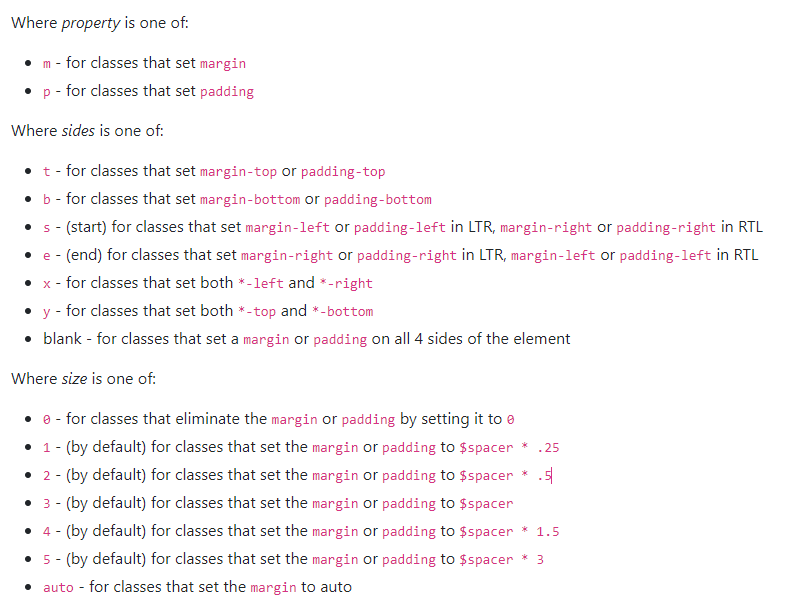 Where property is one of:
• m - for classes that set margin
• p - for classes that set padding
Where sides is one of:
• t - for classes that set margin-top or padding-top
• b - for classes that set margin-bottom or padding-bottom
• s - (start) for classes that set margin-left or padding-left in LTR, margin-right or padding-right in RTL
• e - (end) for classes that set margin-right or padding-right in LTR, margin-left or padding-left in RTL
• x - for classes that set both *-left and *-right
• y - for classes that set both *-top and *-bottom
• blank - for classes that set a margin or padding on all 4 sides of the element
Where size is one of:
• 0 - for classes that eliminate the margin or padding by setting it to 0
• 1 - (by default) for classes that set the margin or padding to $spacer * .25
• 2 - (by default) for classes that set the margin or padding to $spacer * .5
• 3 - (by default) for classes that set the margin or padding to $spacer
• 4 - (by default) for classes that set the margin or padding to $spacer * 1.5
• 5 - (by default) for classes that set the margin or padding to $spacer * 3
• auto - for classes that set the margin to auto